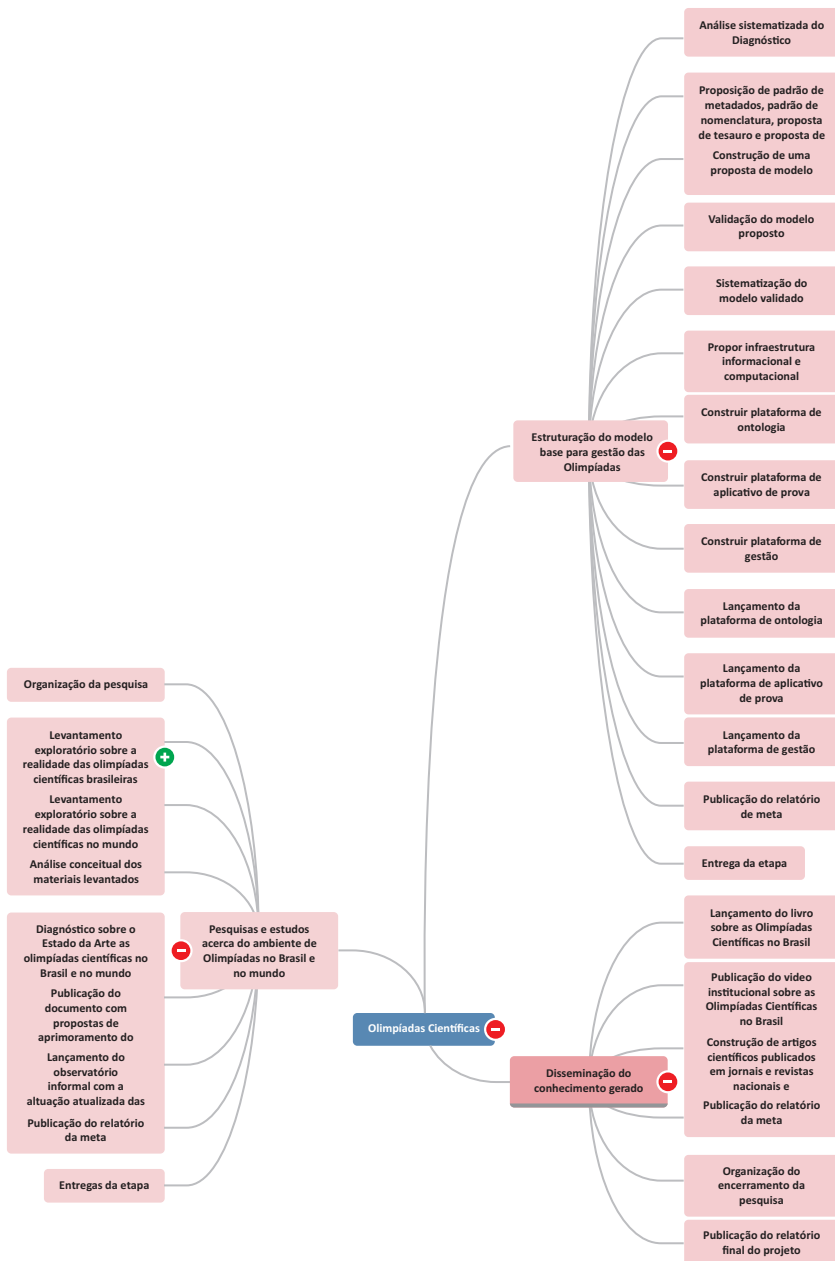 Análise sistematizada do
Diagnóstico
Proposição de padrão de
metadados, padrão de
nomenclatura, proposta
de tesauro e proposta de
Construção de uma
proposta de modelo
Validação do modelo
proposto
Sistematização do
modelo validado
Propor infraestrutura
informacional e
computacional
Construir plataforma de
ontologia
Estruturação do modelo
base para gestão das
Olimpíadas
Construir plataforma de
aplicativo de prova
Construir plataforma de
gestão
Lançamento da
plataforma de ontologia
Lançamento da
plataforma de aplicativo
de prova
Lançamento da
plataforma de gestão
Publicação do relatório
de meta
Entrega da etapa
Organização da pesquisa
Levantamento
exploratório sobre a
realidade das olimpíadas
científicas brasileiras
Levantamento
exploratório sobre a
realidade das olimpíadas
científicas no mundo
Análise conceitual dos
materiais levantados
Diagnóstico sobre o
Estado da Arte as
olimpíadas científicas no
Brasil e no mundo
Publicação do
documento com
propostas de
aprimoramento do
Lançamento do
observatório
informal com a
altuação atualizada das
Publicação do relatório
da meta
Entregas da etapa
Pesquisas e estudos
acerca do ambiente de
Olimpíadas no Brasil e
no mundo
Olimpíadas Científicas
Disseminação do
conhecimento gerado
Lançamento do livro
sobre as Olimpíadas
Científicas no Brasil
Publicação do video
institucional sobre as
Olimpíadas Científicas
no Brasil
Construção de artigos
científicos publicados
em jornais e revistas
nacionais e
Publicação do relatório
da meta
Organização do
encerramento da
pesquisa
Publicação do relatório
final do projeto